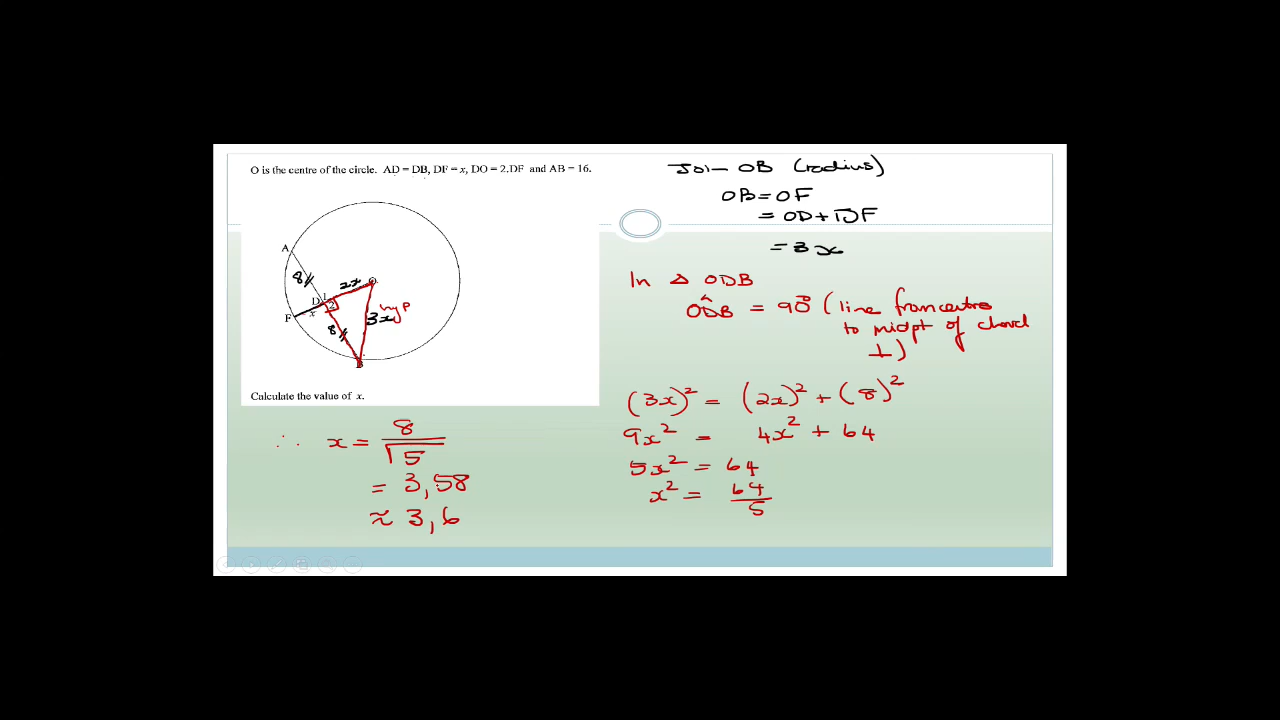 O is the centre of the circle. AD = DB, DF = x, DO = 2.DF and AB = 16.
A
8
2x
O
D
1
2
F
x
8
3x
hyp
B
Calculate the value of x.
∴ x = 8/√5
= 3,58
≈ 3,6
Join OB (radius)
OB = OF
= OD + DF
= 3x
In △ ODB
OD̂B = 90° (line from centre
to midpt of chord
⊥)
(3x)² = (2x)² + (8)²
9x² = 4x² + 64
5x² = 64
x² = 64/5